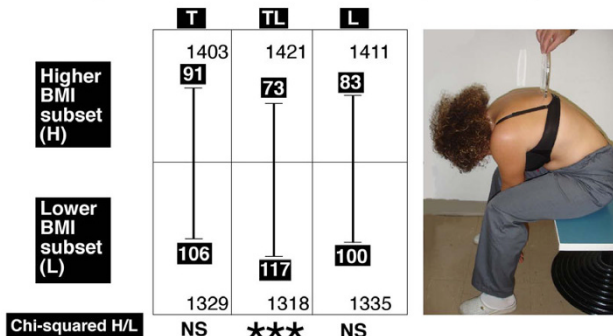 T TL L
Higher
BMI
subset
(H)
1403 1421 1411
91 73 83
Lower
BMI
subset
(L)
106 117 100
1329 1318 1335
Chi-squared H/L NS *** NS